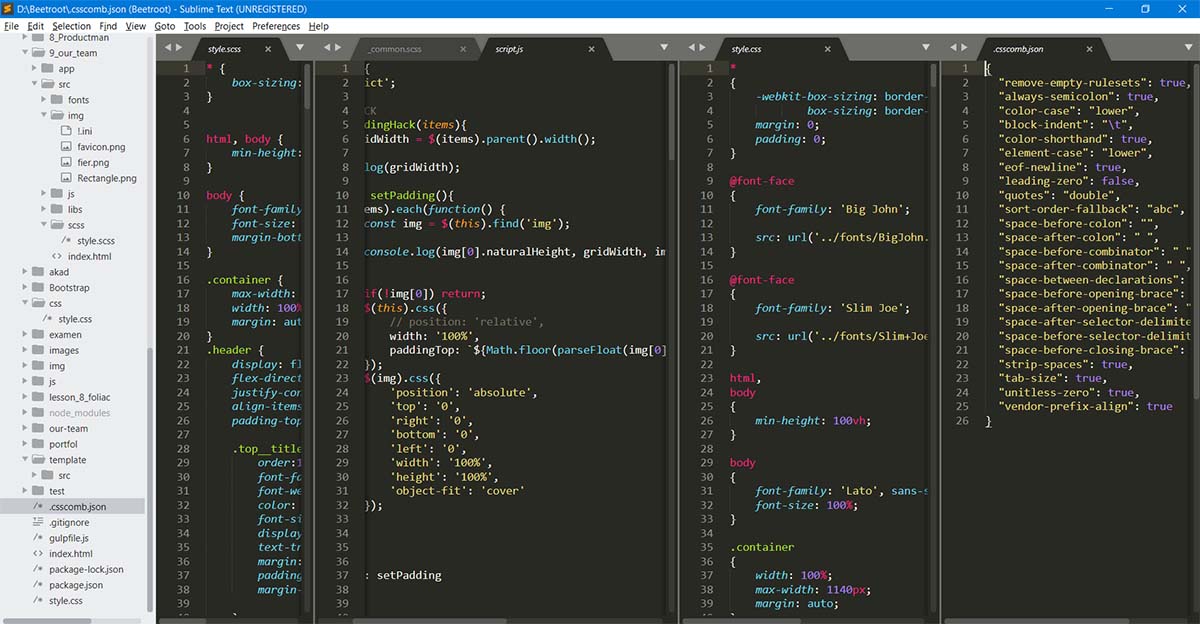 D:\Beetroot\.csscomb.json (Beetroot) - Sublime Text (UNREGISTERED)
File Edit Selection Find View Goto Tools Project Preferences Help
8_Productman
9_our_team
app
src
fonts
img
!.ini
favicon.png
fier.png
Rectangle.png
js
libs
scss
/* style.scss
<> index.html
akad
Bootstrap
css
/* style.css
examen
images
img
js
lesson_8_foliac
node_modules
our-team
portfol
template
src
test
/* .csscomb.json
.gitignore
/* gulpfile.js
<> index.html
/* package-lock.json
/* package.json
/* style.css
style.scss ×
1 * {
2 box-sizing:
3 }
4
5
6 html, body {
7 min-height:
8 }
9
10 body {
11 font-family
12 font-size:
13 margin-bott
14 }
15
16 .container {
17 max-width:
18 width: 100%
19 margin: aut
20 }
21 .header {
22 display: fl
23 flex-direct
24 justify-con
25 align-items
26 padding-top
27
28 .top__title
29 order:1
30 font-fa
31 font-we
32 color:
33 font-si
34 display
35 text-tr
36 margin:
37 padding
38 margin-
39
_common.scss × script.js ×
1 {
2 ict';
3
4 CK
5 dingHack(items){
6 idWidth = $(items).parent().width();
7
8 log(gridWidth);
9
10 setPadding(){
11 ems).each(function() {
12 const img = $(this).find('img');
13
14 console.log(img[0].naturalHeight, gridWidth, im
15
16
17 if(!img[0]) return;
18 $(this).css({
19 // position: 'relative',
20 width: '100%',
21 paddingTop: `${Math.floor(parseFloat(img[0]
22 });
23 $(img).css({
24 'position': 'absolute',
25 'top': '0',
26 'right': '0',
27 'bottom': '0',
28 'left': '0',
29 'width': '100%',
30 'height': '100%',
31 'object-fit': 'cover'
32 });
33
34
35
36
37 : setPadding
38
39
style.css ×
1 *
2 {
3 -webkit-box-sizing: border-
4 box-sizing: border-
5 margin: 0;
6 padding: 0;
7 }
8
9 @font-face
10 {
11 font-family: 'Big John';
12
13 src: url('../fonts/BigJohn.
14 }
15
16 @font-face
17 {
18 font-family: 'Slim Joe';
19
20 src: url('../fonts/Slim+Joe
21 }
22
23 html,
24 body
25 {
26 min-height: 100vh;
27 }
28
29 body
30 {
31 font-family: 'Lato', sans-s
32 font-size: 100%;
33 }
34
35 .container
36 {
37 width: 100%;
38 max-width: 1140px;
39 margin: auto;
.csscomb.json ×
1 {
2 "remove-empty-rulesets": true,
3 "always-semicolon": true,
4 "color-case": "lower",
5 "block-indent": "\t",
6 "color-shorthand": true,
7 "element-case": "lower",
8 "eof-newline": true,
9 "leading-zero": false,
10 "quotes": "double",
11 "sort-order-fallback": "abc",
12 "space-before-colon": "",
13 "space-after-colon": " ",
14 "space-before-combinator": " "
15 "space-after-combinator": " ",
16 "space-between-declarations":
17 "space-before-opening-brace":
18 "space-after-opening-brace": "
19 "space-after-selector-delimite
20 "space-before-selector-delimit
21 "space-before-closing-brace":
22 "strip-spaces": true,
23 "tab-size": true,
24 "unitless-zero": true,
25 "vendor-prefix-align": true
26 }